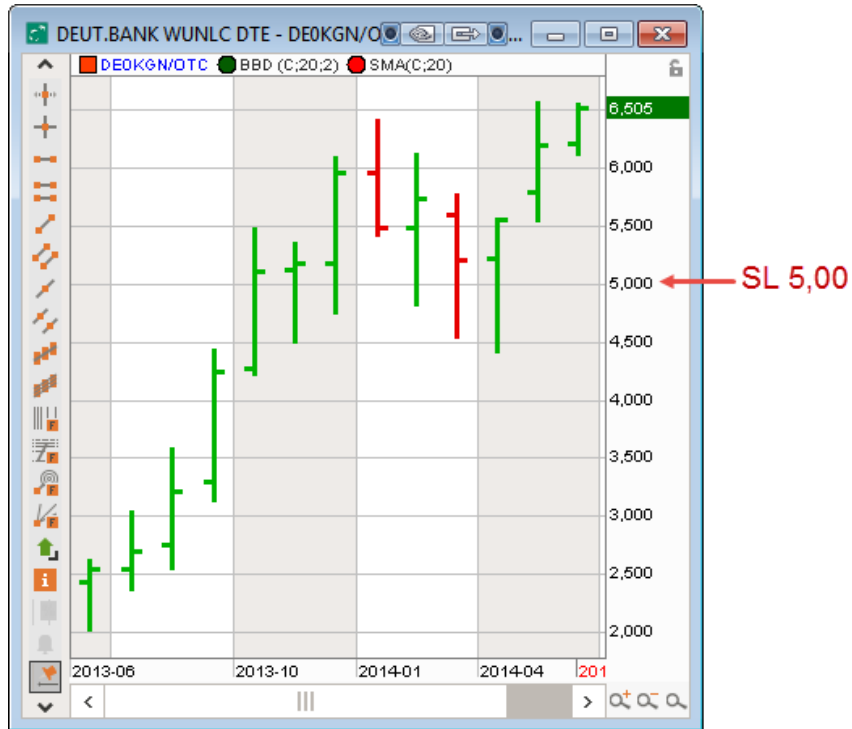 DEUT.BANK WUNLC DTE - DE0KGN/O
...
DE0KGN/OTC BBD (C;20;2) SMA(C;20)
6,505
6,000
5,500
5,000
SL 5,00
4,500
4,000
3,500
3,000
2,500
2,000
2013-06 2013-10 2014-01 2014-04 201